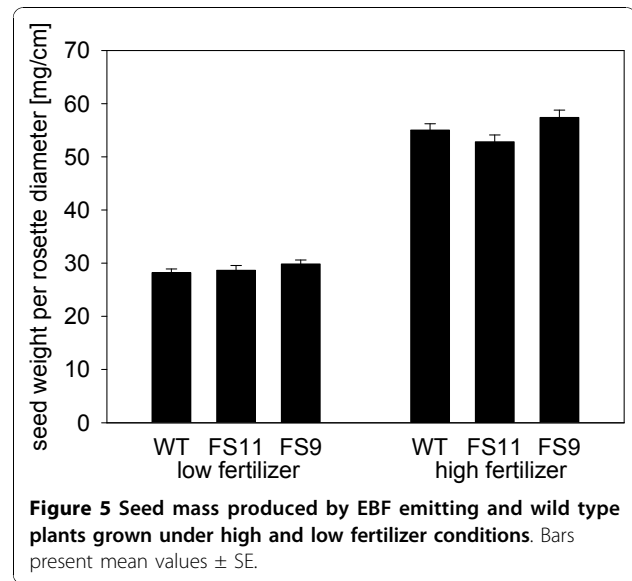 seed weight per rosette diameter [mg/cm]
70
60
50
40
30
20
10
0
WT FS11 FS9 WT FS11 FS9
low fertilizer high fertilizer
Figure 5 Seed mass produced by EBF emitting and wild type
plants grown under high and low fertilizer conditions. Bars
present mean values ± SE.